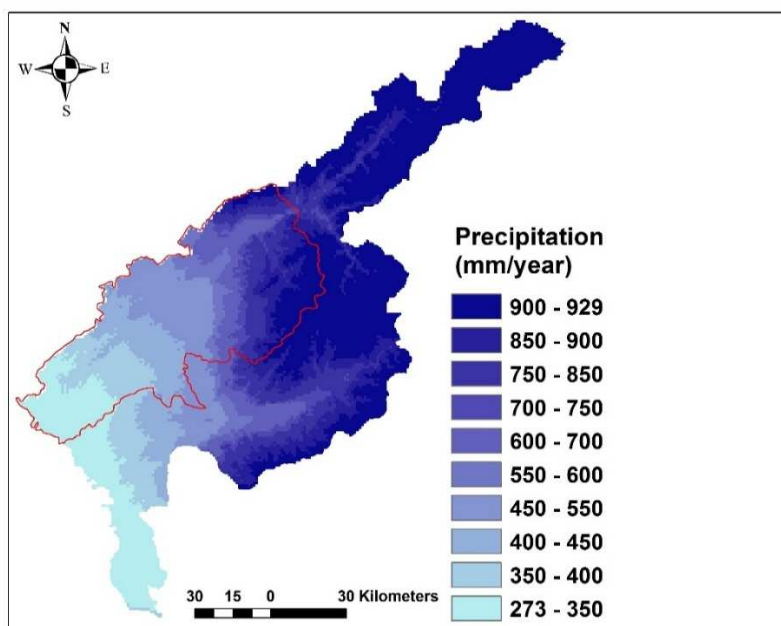 N
W E
S
Precipitation
(mm/year)
900 - 929
850 - 900
750 - 850
700 - 750
600 - 700
550 - 600
450 - 550
400 - 450
350 - 400
273 - 350
30 15 0 30 Kilometers